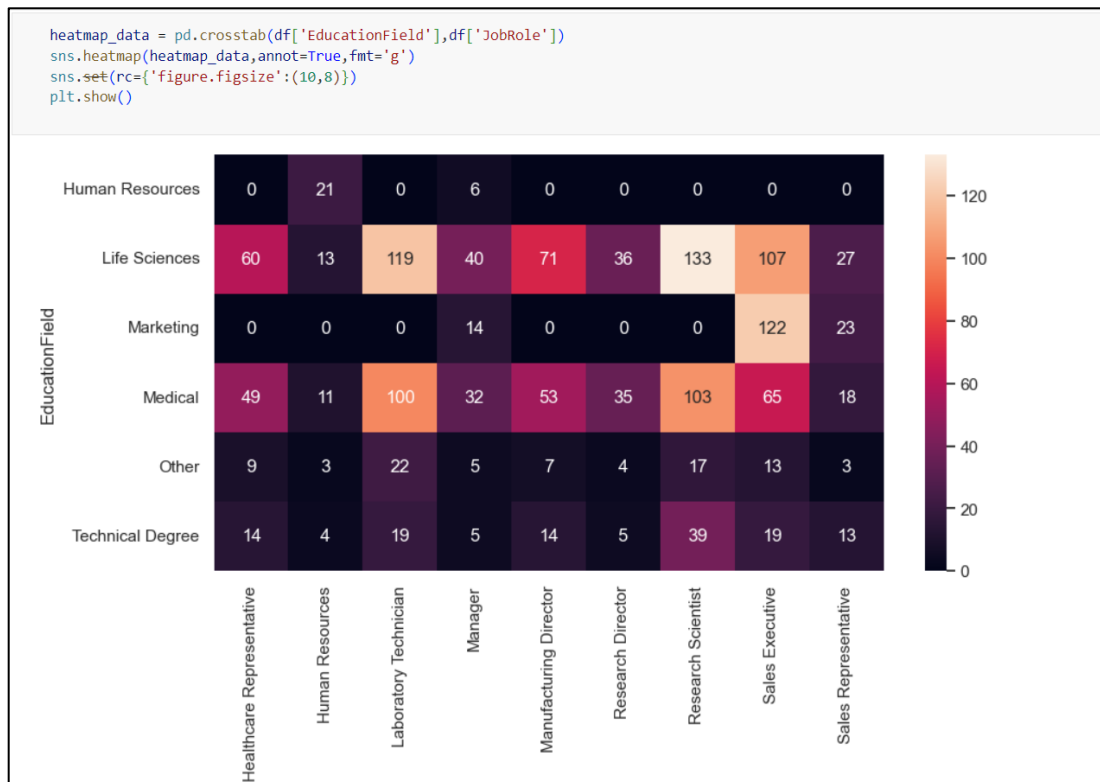 heatmap_data = pd.crosstab(df['EducationField'],df['JobRole'])
sns.heatmap(heatmap_data,annot=True,fmt='g')
sns.set(rc={'figure.figsize':(10,8)})
plt.show()
Human Resources 0 21 0 6 0 0 0 0 0
Life Sciences 60 13 119 40 71 36 133 107 27
Marketing 0 0 0 14 0 0 0 122 23
Medical 49 11 100 32 53 35 103 65 18
Other 9 3 22 5 7 4 17 13 3
Technical Degree 14 4 19 5 14 5 39 19 13
EducationField
Healthcare Representative
Human Resources
Laboratory Technician
Manager
Manufacturing Director
Research Director
Research Scientist
Sales Executive
Sales Representative
120
100
80
60
40
20
0